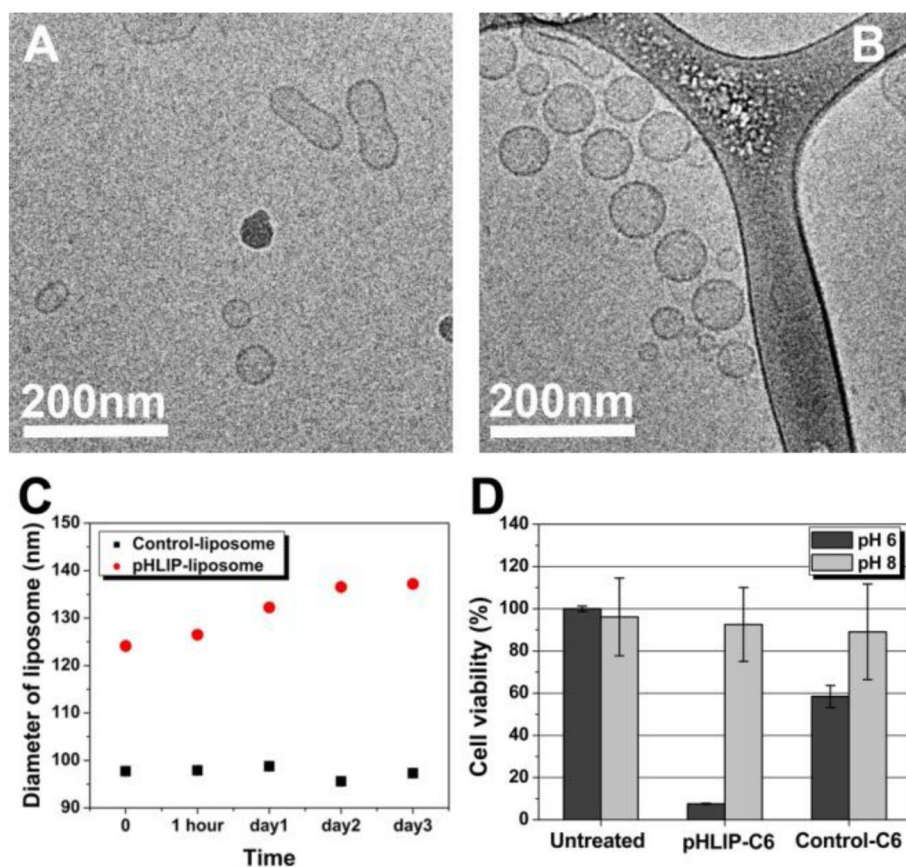 A
200nm
B
200nm
C
Diameter of liposome (nm)
150
140
130
120
110
100
90
Control-liposome
pHLIP-liposome
0 1 hour day1 day2 day3
Time
D
Cell viability (%)
140
120
100
80
60
40
20
0
pH 6
pH 8
Untreated pHLIP-C6 Control-C6